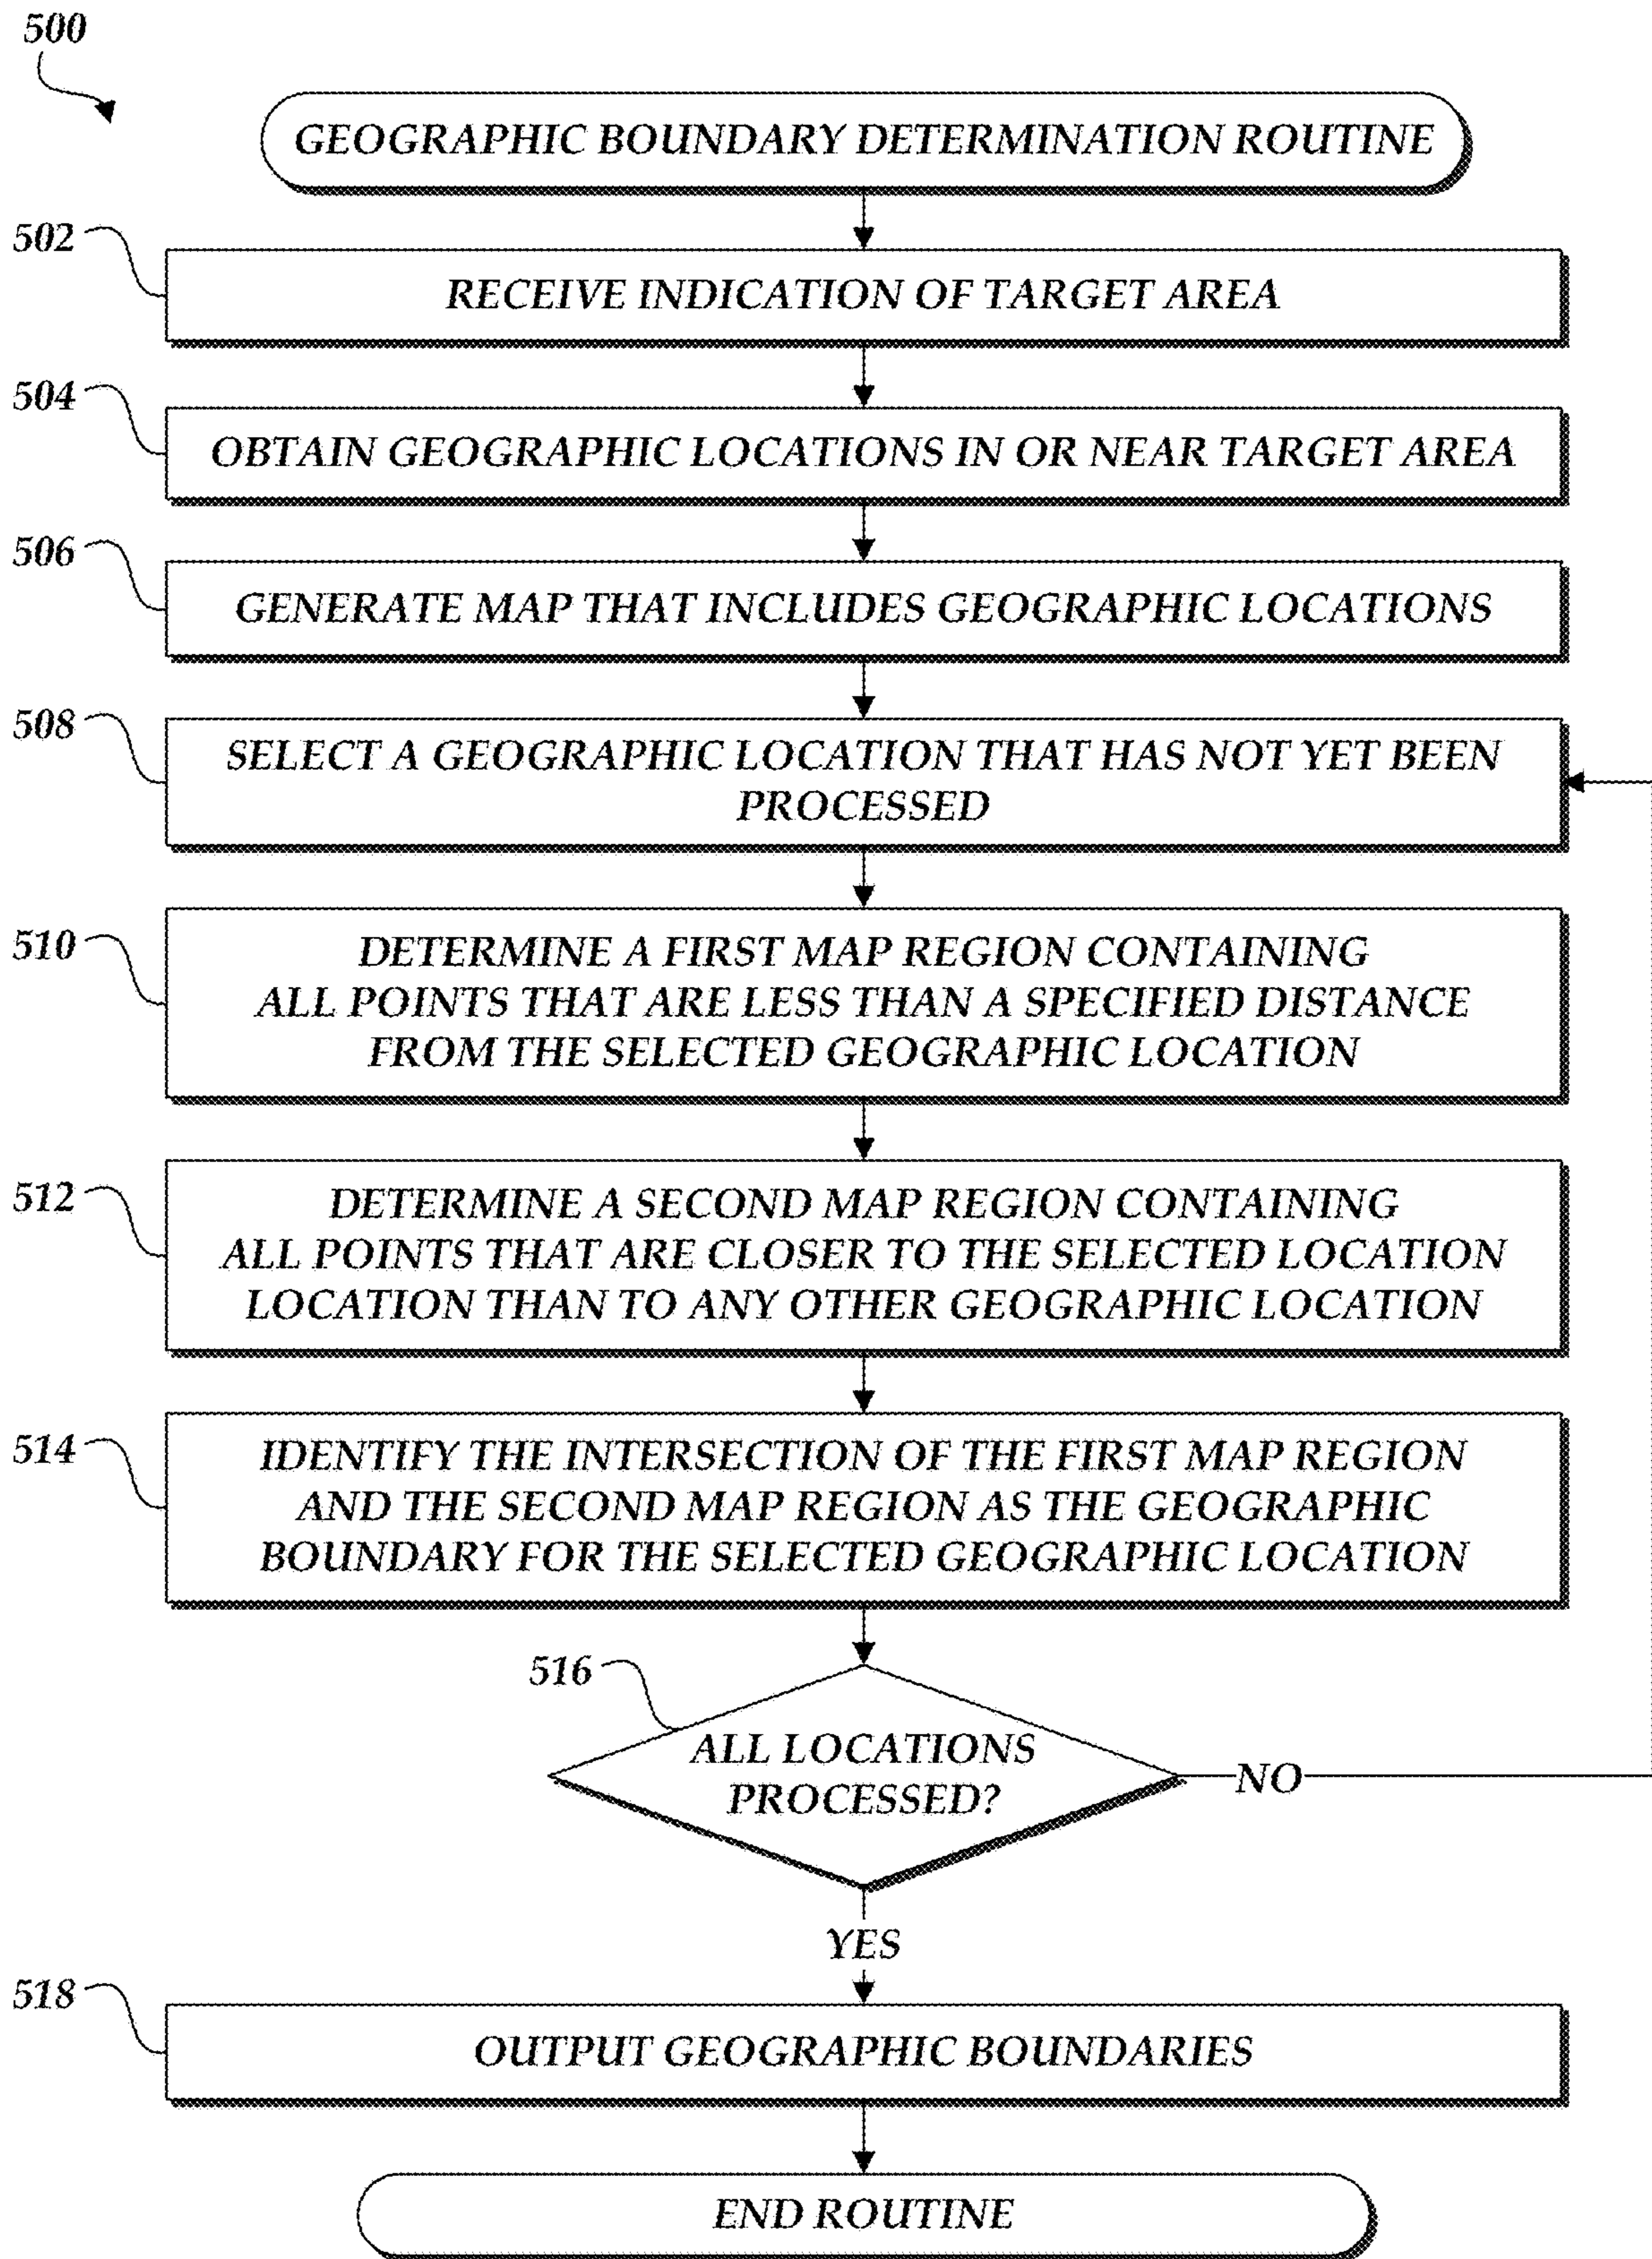 500
GEOGRAPHIC BOUNDARY DETERMINATION ROUTINE
502
RECEIVE INDICATION OF TARGET AREA
504
OBTAIN GEOGRAPHIC LOCATIONS IN OR NEAR TARGET AREA
506
GENERATE MAP THAT INCLUDES GEOGRAPHIC LOCATIONS
508
SELECT A GEOGRAPHIC LOCATION THAT HAS NOT YET BEEN
PROCESSED
510
DETERMINE A FIRST MAP REGION CONTAINING
ALL POINTS THAT ARE LESS THAN A SPECIFIED DISTANCE
FROM THE SELECTED GEOGRAPHIC LOCATION
512
DETERMINE A SECOND MAP REGION CONTAINING
ALL POINTS THAT ARE CLOSER TO THE SELECTED LOCATION
LOCATION THAN TO ANY OTHER GEOGRAPHIC LOCATION
514
IDENTIFY THE INTERSECTION OF THE FIRST MAP REGION
AND THE SECOND MAP REGION AS THE GEOGRAPHIC
BOUNDARY FOR THE SELECTED GEOGRAPHIC LOCATION
516
ALL LOCATIONS
PROCESSED?
NO
YES
518
OUTPUT GEOGRAPHIC BOUNDARIES
END ROUTINE